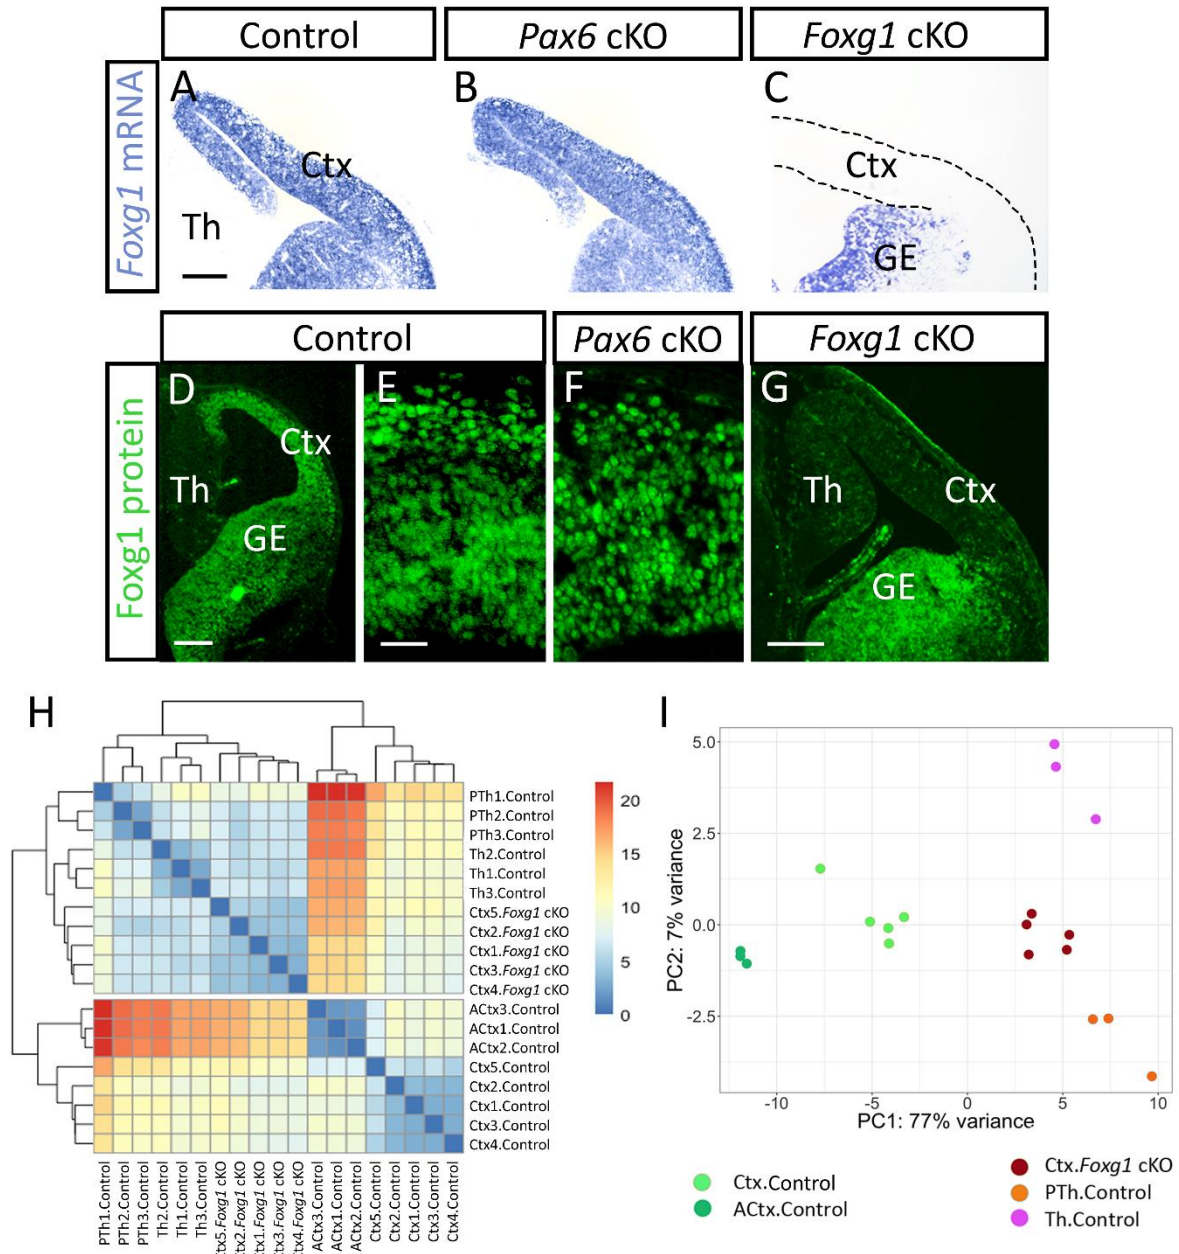 Control
Pax6 cKO
Foxg1 cKO
Foxg1 mRNA
A
B
C
Ctx
Ctx
Th
GE
Control
Pax6 cKO
Foxg1 cKO
Foxg1 protein
D
E
F
G
Ctx
Th
GE
Th
Ctx
GE
H
PTh1.Control
PTh2.Control
PTh3.Control
Th2.Control
Th1.Control
Th3.Control
Ctx5.Foxg1 cKO
Ctx2.Foxg1 cKO
Ctx1.Foxg1 cKO
Ctx3.Foxg1 cKO
Ctx4.Foxg1 cKO
ACtx3.Control
ACtx1.Control
ACtx2.Control
Ctx5.Control
Ctx2.Control
Ctx1.Control
Ctx3.Control
Ctx4.Control
20
15
10
5
0
PTh1.Control
PTh2.Control
PTh3.Control
Th2.Control
Th1.Control
Th3.Control
Ctx5.Foxg1 cKO
Ctx2.Foxg1 cKO
Ctx1.Foxg1 cKO
Ctx3.Foxg1 cKO
Ctx4.Foxg1 cKO
ACtx3.Control
ACtx1.Control
ACtx2.Control
Ctx5.Control
Ctx2.Control
Ctx1.Control
Ctx3.Control
Ctx4.Control
I
5.0
2.5
0.0
-2.5
PC2: 7% variance
-10
-5
0
5
10
PC1: 77% variance
Ctx.Control
ACtx.Control
Ctx.Foxg1 cKO
PTh.Control
Th.Control